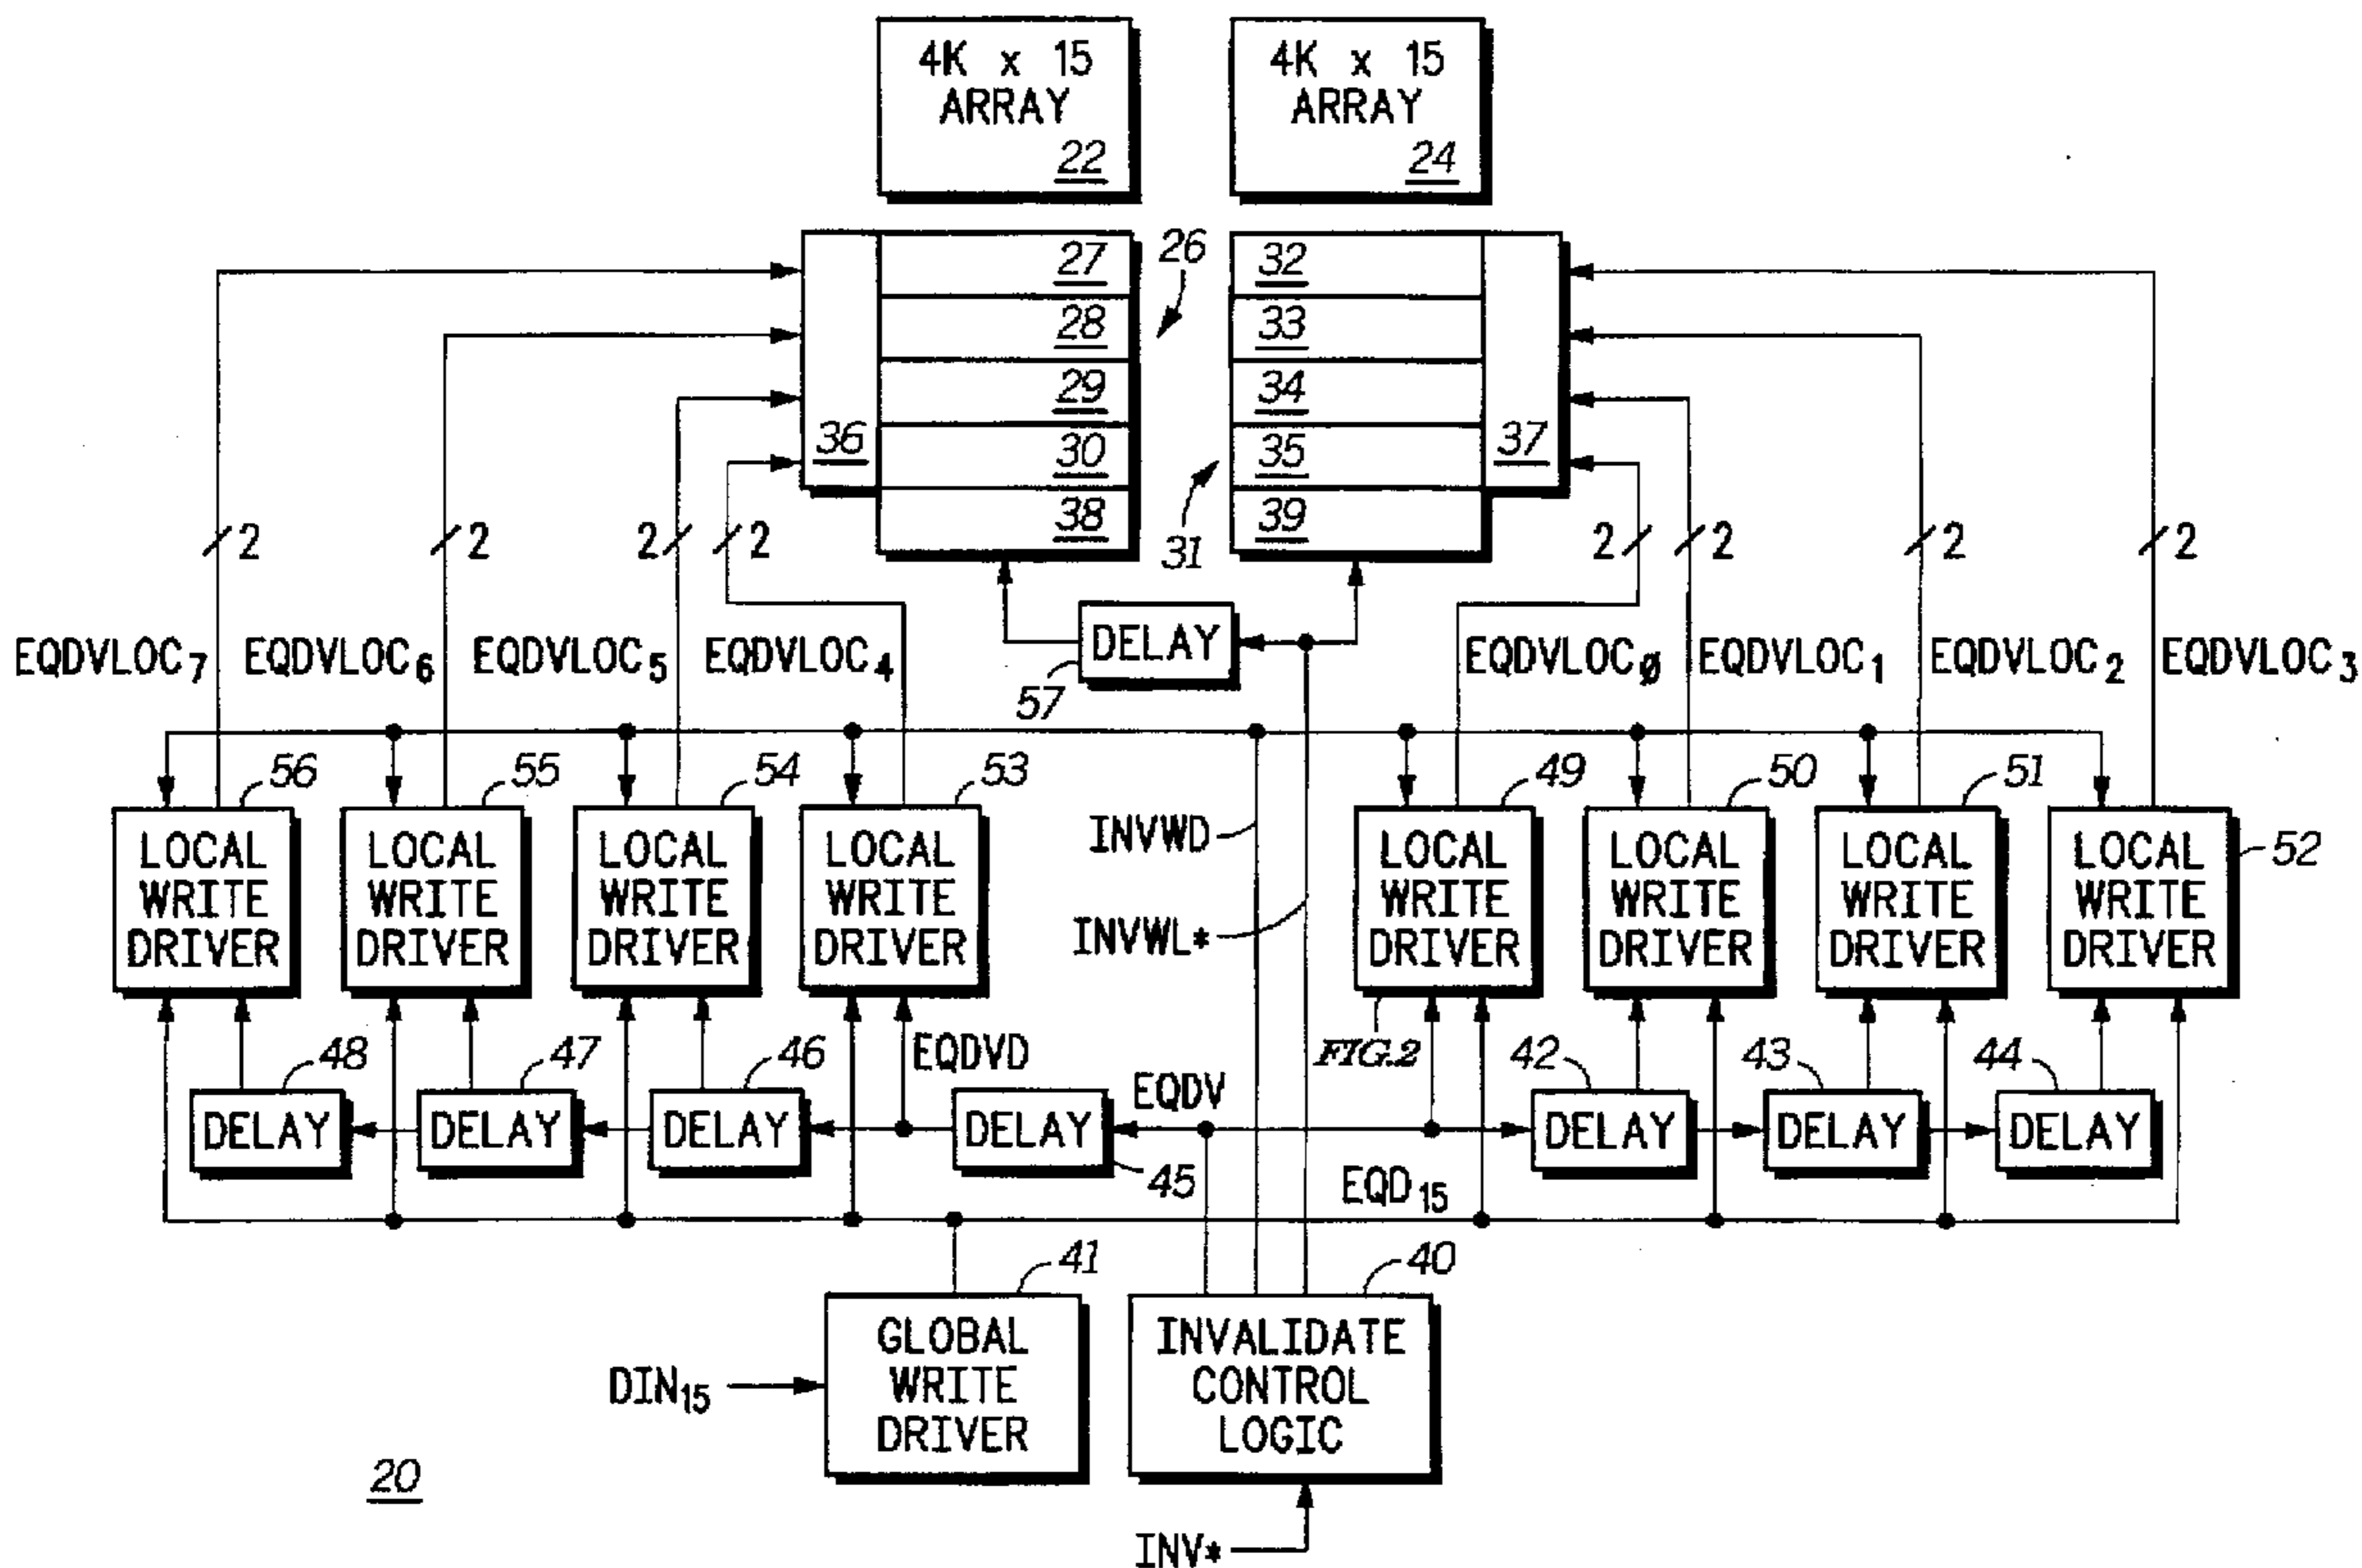 4K x 15
ARRAY
22
4K x 15
ARRAY
24
27
28
29
30
38
36
26
32
33
34
35
39
37
31
2
2
2
2
2
2
2
2
EQDVLOC7
EQDVLOC6
EQDVLOC5
EQDVLOC4
DELAY
57
EQDVLOCø
EQDVLOC1
EQDVLOC2
EQDVLOC3
56
LOCAL
WRITE
DRIVER
55
LOCAL
WRITE
DRIVER
54
LOCAL
WRITE
DRIVER
53
LOCAL
WRITE
DRIVER
INVWD
INVWL*
49
LOCAL
WRITE
DRIVER
FIG.2
50
LOCAL
WRITE
DRIVER
51
LOCAL
WRITE
DRIVER
52
LOCAL
WRITE
DRIVER
48
DELAY
47
DELAY
46
DELAY
EQDVD
DELAY
45
EQDV
42
DELAY
43
DELAY
44
DELAY
EQD15
41
GLOBAL
WRITE
DRIVER
DIN15
40
INVALIDATE
CONTROL
LOGIC
INV*
20